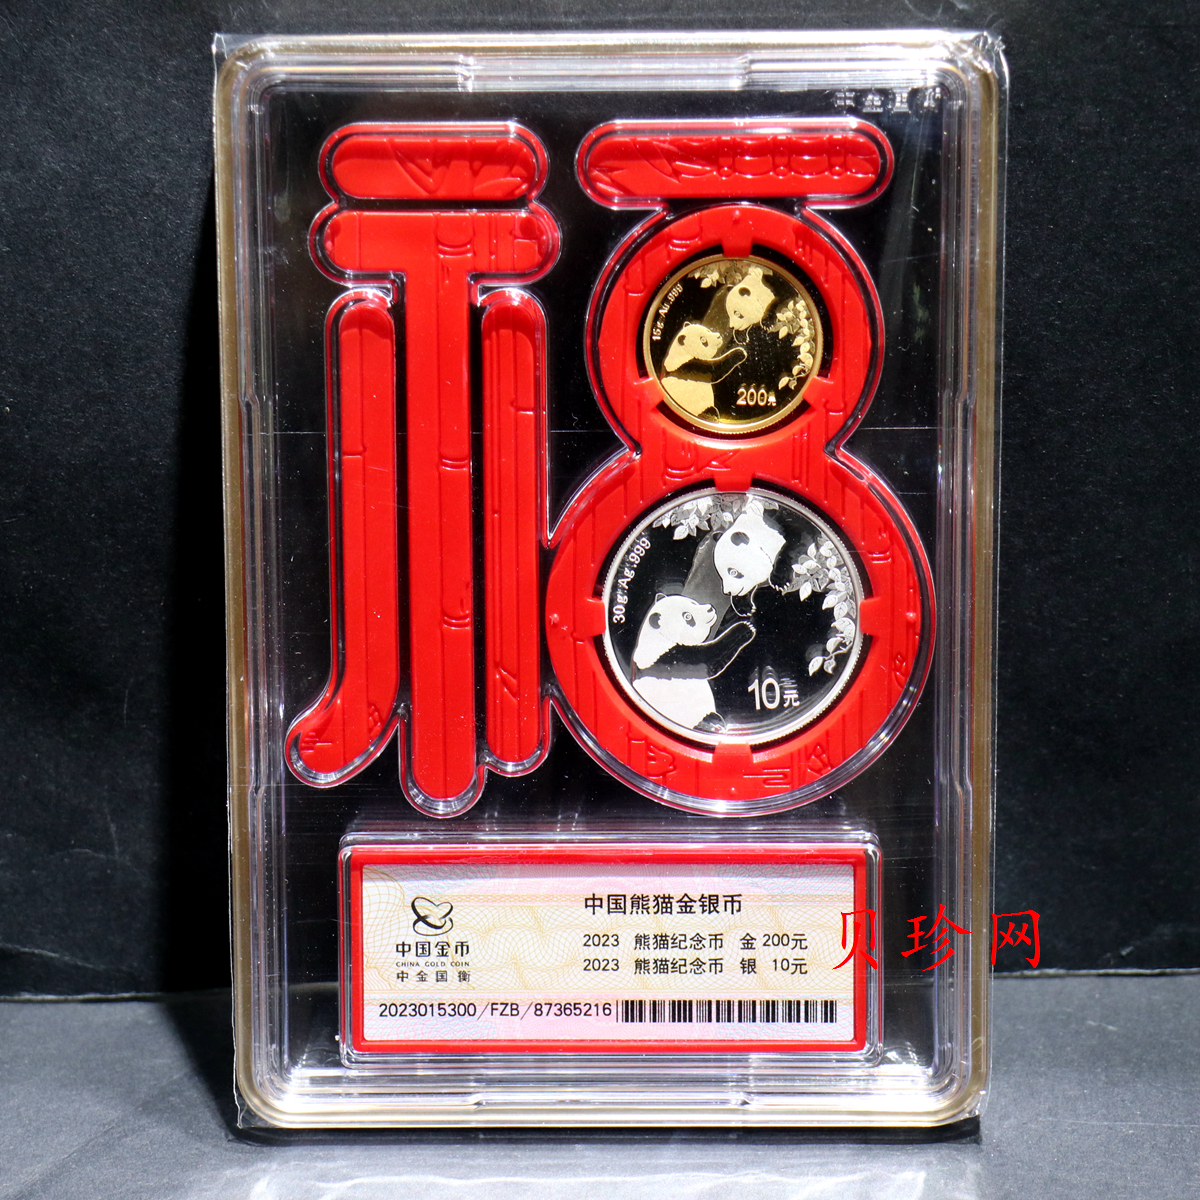 福
15g Au.999
200元
30g Ag.999
10元
中国金币
CHINA GOLD COIN
中金国衡
中国熊猫金银币
2023 熊猫纪念币 金 200元
2023 熊猫纪念币 银 10元
2023015300/FZB/87365216
贝珍网